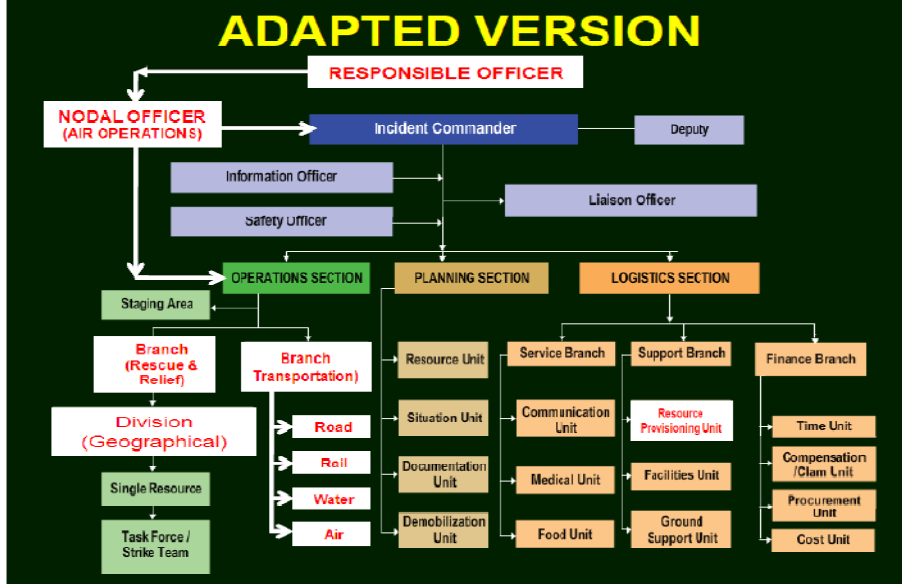 ADAPTED VERSION
RESPONSIBLE OFFICER
NODAL OFFICER
(AIR OPERATIONS)
Incident Commander
Deputy
Information Officer
Liaison Officer
Safety Officer
OPERATIONS SECTION
PLANNING SECTION
LOGISTICS SECTION
Staging Area
Branch
(Rescue &
Relief)
Branch
Transportation)
Resource Unit
Service Branch
Support Branch
Finance Branch
Division
(Geographical)
Road
Situation Unit
Communication
Unit
Resource
Provisioning Unit
Time Unit
Rail
Single Resource
Water
Documentation
Unit
Medical Unit
Facilities Unit
Compensation
/Clam Unit
Procurement
Unit
Task Force /
Strike Team
Air
Demobilization
Unit
Food Unit
Ground
Support Unit
Cost Unit